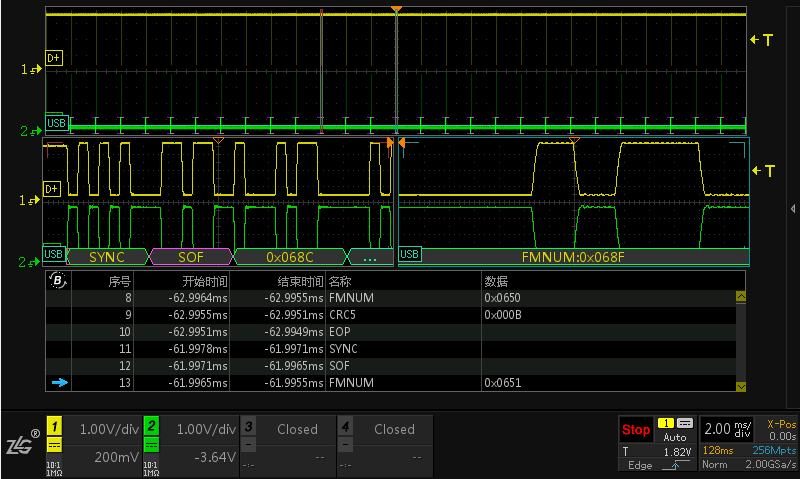 T
D+
1
USB
2
T
D+
1
USB SYNC SOF 0x068C ... USB FMNUM:0x068F
2
B 序号 开始时间 结束时间 名称 数据
8 -62.9964ms -62.9955ms FMNUM 0x0650
9 -62.9955ms -62.9951ms CRC5 0x000B
10 -62.9951ms -62.9949ms EOP
11 -61.9978ms -61.9971ms SYNC
12 -61.9971ms -61.9965ms SOF
13 -61.9965ms -61.9955ms FMNUM 0x0651
ZLG®
1 1.00V/div
200mV
10:1
1MΩ
2 1.00V/div
-3.64V
10:1
1MΩ
3 Closed
--
-:-
4 Closed
--
-:-
Stop 1
Auto
T 1.82V
Edge
2.00 ms/div
X-Pos
0.00s
128ms 256Mpts
Norm 2.00GSa/s